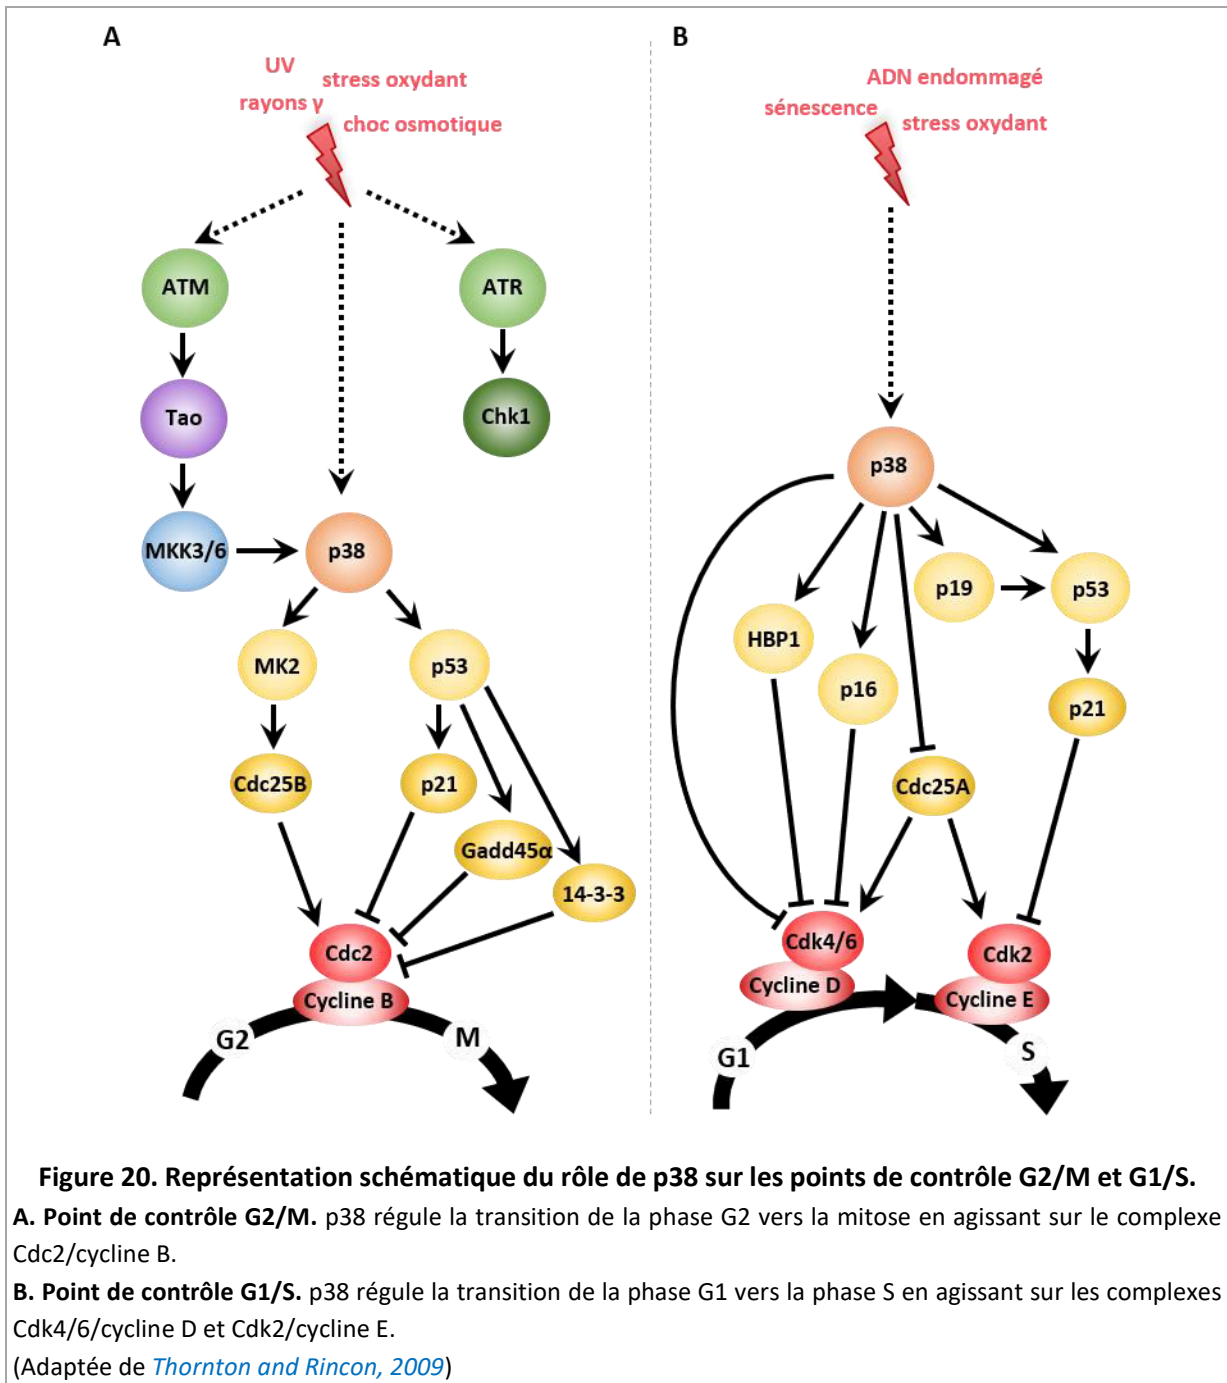 A
UV
stress oxydant
rayons γ
choc osmotique
ATM
ATR
Tao
Chk1
MKK3/6
p38
MK2
p53
Cdc25B
p21
Gadd45α
14-3-3
Cdc2
Cycline B
G2
M
B
ADN endommagé
sénescence
stress oxydant
p38
p19
p53
HBP1
p16
p21
Cdc25A
Cdk4/6
Cdk2
Cycline D
Cycline E
G1
S
Figure 20. Représentation schématique du rôle de p38 sur les points de contrôle G2/M et G1/S.
A. Point de contrôle G2/M. p38 régule la transition de la phase G2 vers la mitose en agissant sur le complexe
Cdc2/cycline B.
B. Point de contrôle G1/S. p38 régule la transition de la phase G1 vers la phase S en agissant sur les complexes
Cdk4/6/cycline D et Cdk2/cycline E.
(Adaptée de Thornton and Rincon, 2009)